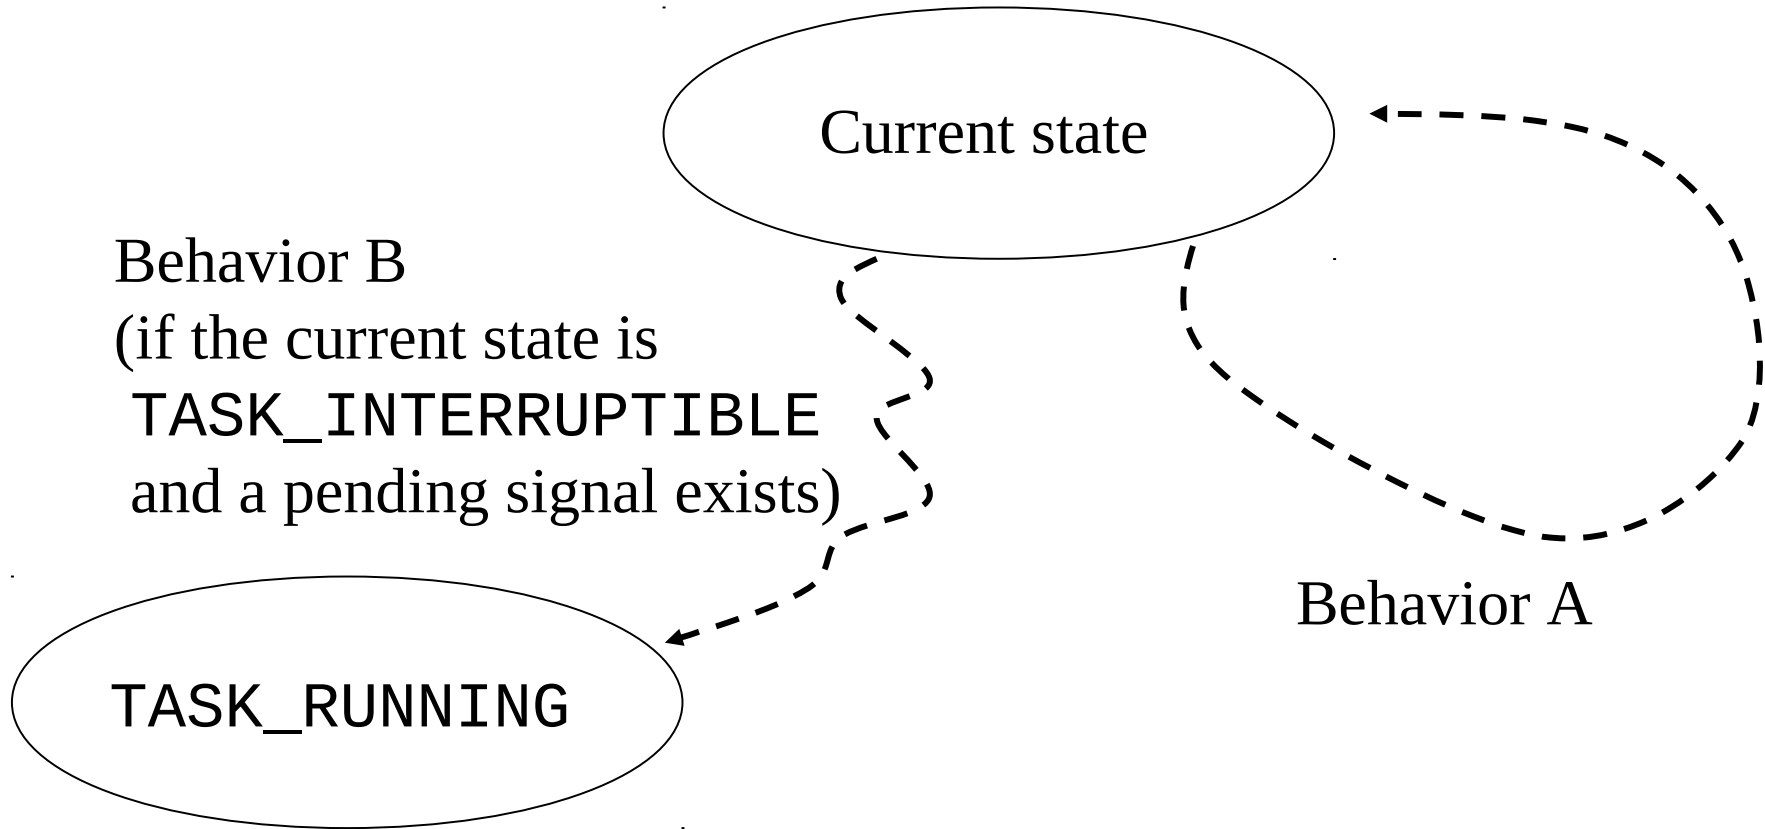 Current state
Behavior B
(if the current state is
TASK_INTERRUPTIBLE
and a pending signal exists)
Behavior A
TASK_RUNNING